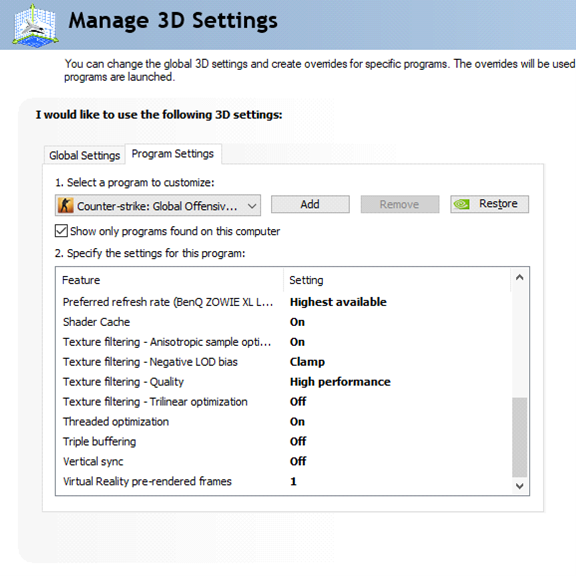 Manage 3D Settings
You can change the global 3D settings and create overrides for specific programs. The overrides will be used
programs are launched.
I would like to use the following 3D settings:
Global Settings Program Settings
1. Select a program to customize:
Counter-strike: Global Offensiv... Add Remove Restore
Show only programs found on this computer
2. Specify the settings for this program:
Feature Setting
Preferred refresh rate (BenQ ZOWIE XL L... Highest available
Shader Cache On
Texture filtering - Anisotropic sample opti... On
Texture filtering - Negative LOD bias Clamp
Texture filtering - Quality High performance
Texture filtering - Trilinear optimization Off
Threaded optimization On
Triple buffering Off
Vertical sync Off
Virtual Reality pre-rendered frames 1